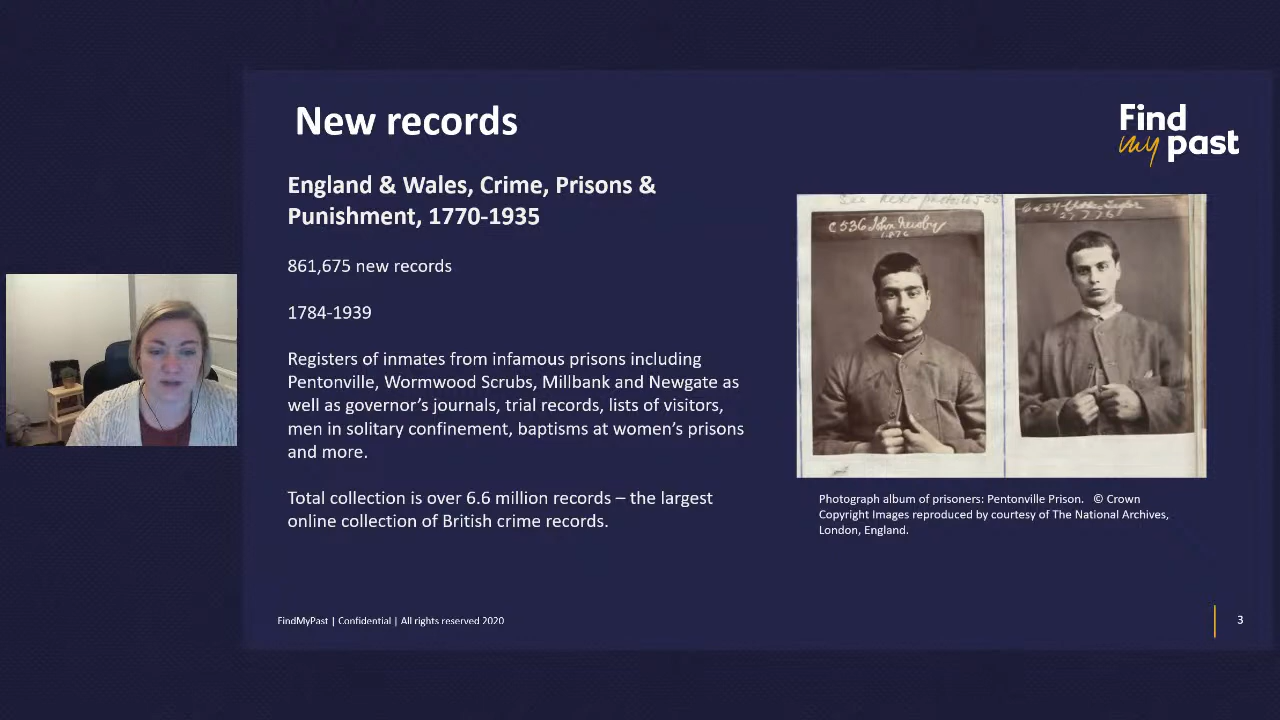 New records
Find
my past
England & Wales, Crime, Prisons &
Punishment, 1770-1935
861,675 new records
1784-1939
Registers of inmates from infamous prisons including
Pentonville, Wormwood Scrubs, Millbank and Newgate as
well as governor’s journals, trial records, lists of visitors,
men in solitary confinement, baptisms at women’s prisons
and more.
Total collection is over 6.6 million records – the largest
online collection of British crime records.
See next
C 536 John
Photograph album of prisoners: Pentonville Prison. © Crown
Copyright Images reproduced by courtesy of The National Archives,
London, England.
FindMyPast | Confidential | All rights reserved 2020
3